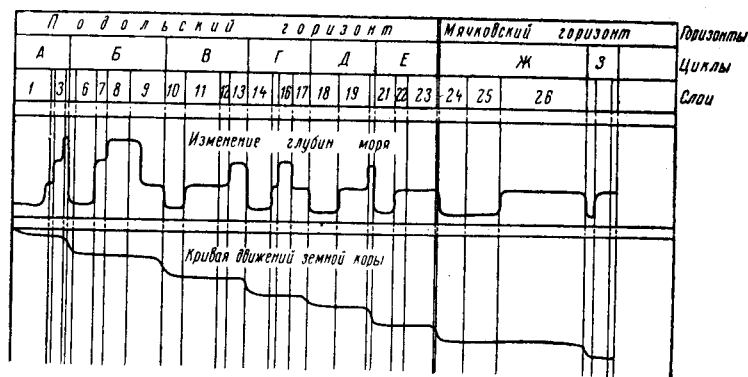 Подольский горизонт Мячковский горизонт Горизонты
А Б В Г Д Е Ж З Циклы
1 3 6 7 8 9 10 11 12 13 14 16 17 18 19 21 22 23 24 25 26 Слои
Изменение глубин моря
Кривая движений земной коры